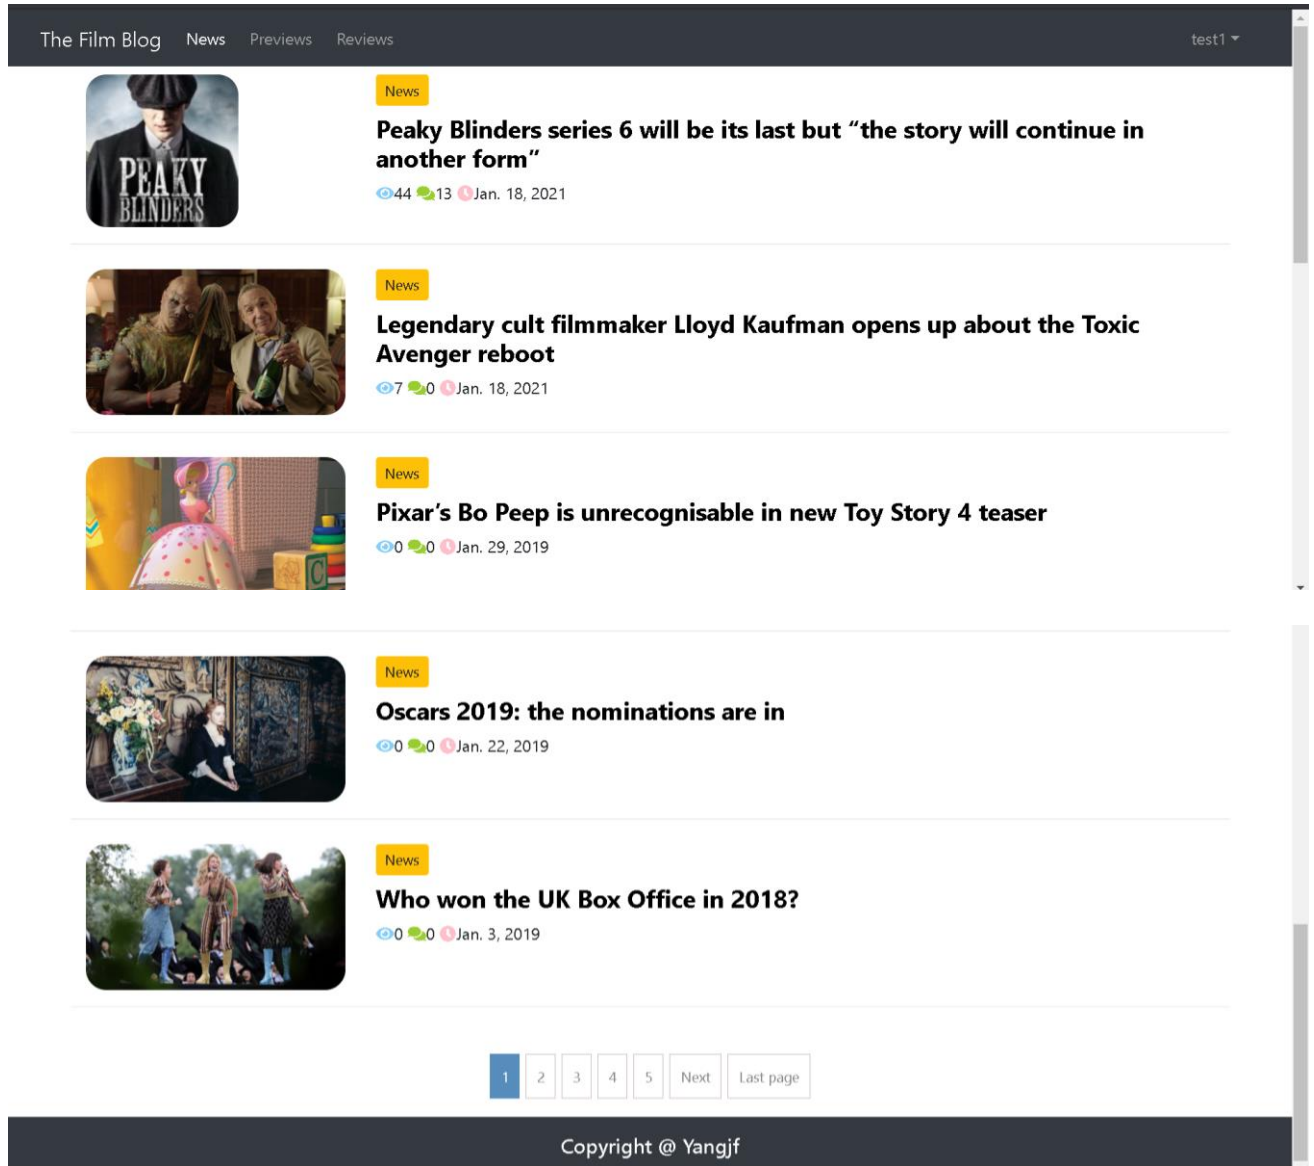 The Film Blog News Previews Reviews test1
PEAKY
BLINDERS
News
Peaky Blinders series 6 will be its last but “the story will continue in
another form”
44 13 Jan. 18, 2021
News
Legendary cult filmmaker Lloyd Kaufman opens up about the Toxic
Avenger reboot
7 0 Jan. 18, 2021
News
Pixar’s Bo Peep is unrecognisable in new Toy Story 4 teaser
0 0 Jan. 29, 2019
C
News
Oscars 2019: the nominations are in
0 0 Jan. 22, 2019
News
Who won the UK Box Office in 2018?
0 0 Jan. 3, 2019
1 2 3 4 5 Next Last page
Copyright @ Yangjf